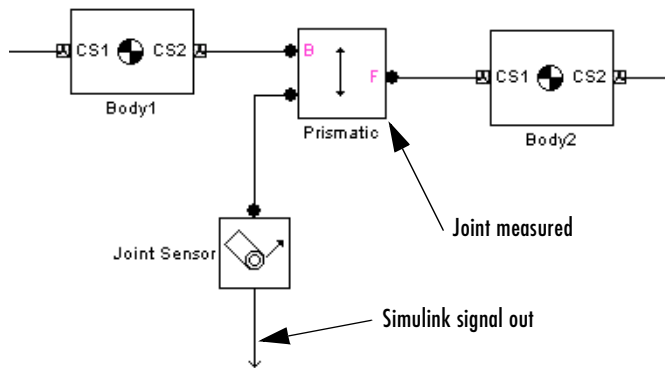 CS1 CS2
B
F
CS1 CS2
Body1
Prismatic
Body2
Joint measured
Joint Sensor
Simulink signal out